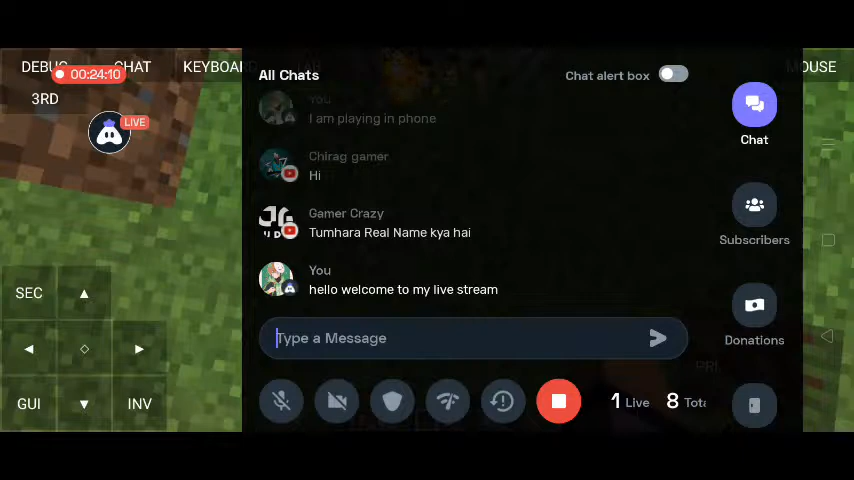 DEBUG
CHAT
KEYBOAR
MOUSE
00:24:10
3RD
LIVE
All Chats
Chat alert box
You
I am playing in phone
Chirag gamer
Hi
Gamer Crazy
Tumhara Real Name kya hai
You
hello welcome to my live stream
Type a Message
Chat
Subscribers
Donations
SEC
GUI
INV
1 Live
8 Tota